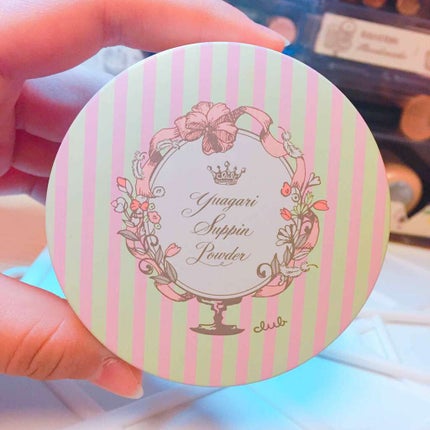 Yuagari
Suppin
Powder
club